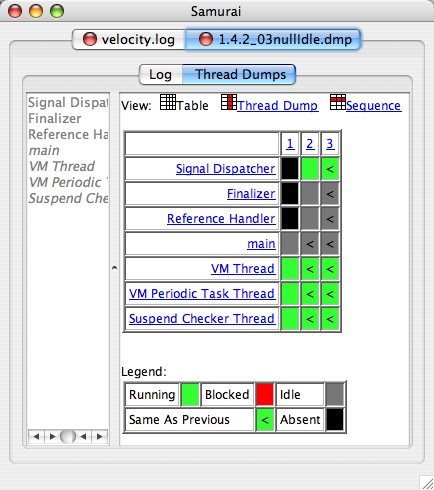 Samurai
velocity.log 1.4.2_03nullIdle.dmp
Log Thread Dumps
Signal Dispat
Finalizer
Reference Ha
main
VM Thread
VM Periodic T
Suspend Chec
View: Table Thread Dump Sequence
1 2 3
Signal Dispatcher <
Finalizer <
Reference Handler <
main < <
VM Thread < <
VM Periodic Task Thread < <
Suspend Checker Thread < <
Legend:
Running Blocked Idle
Same As Previous < Absent